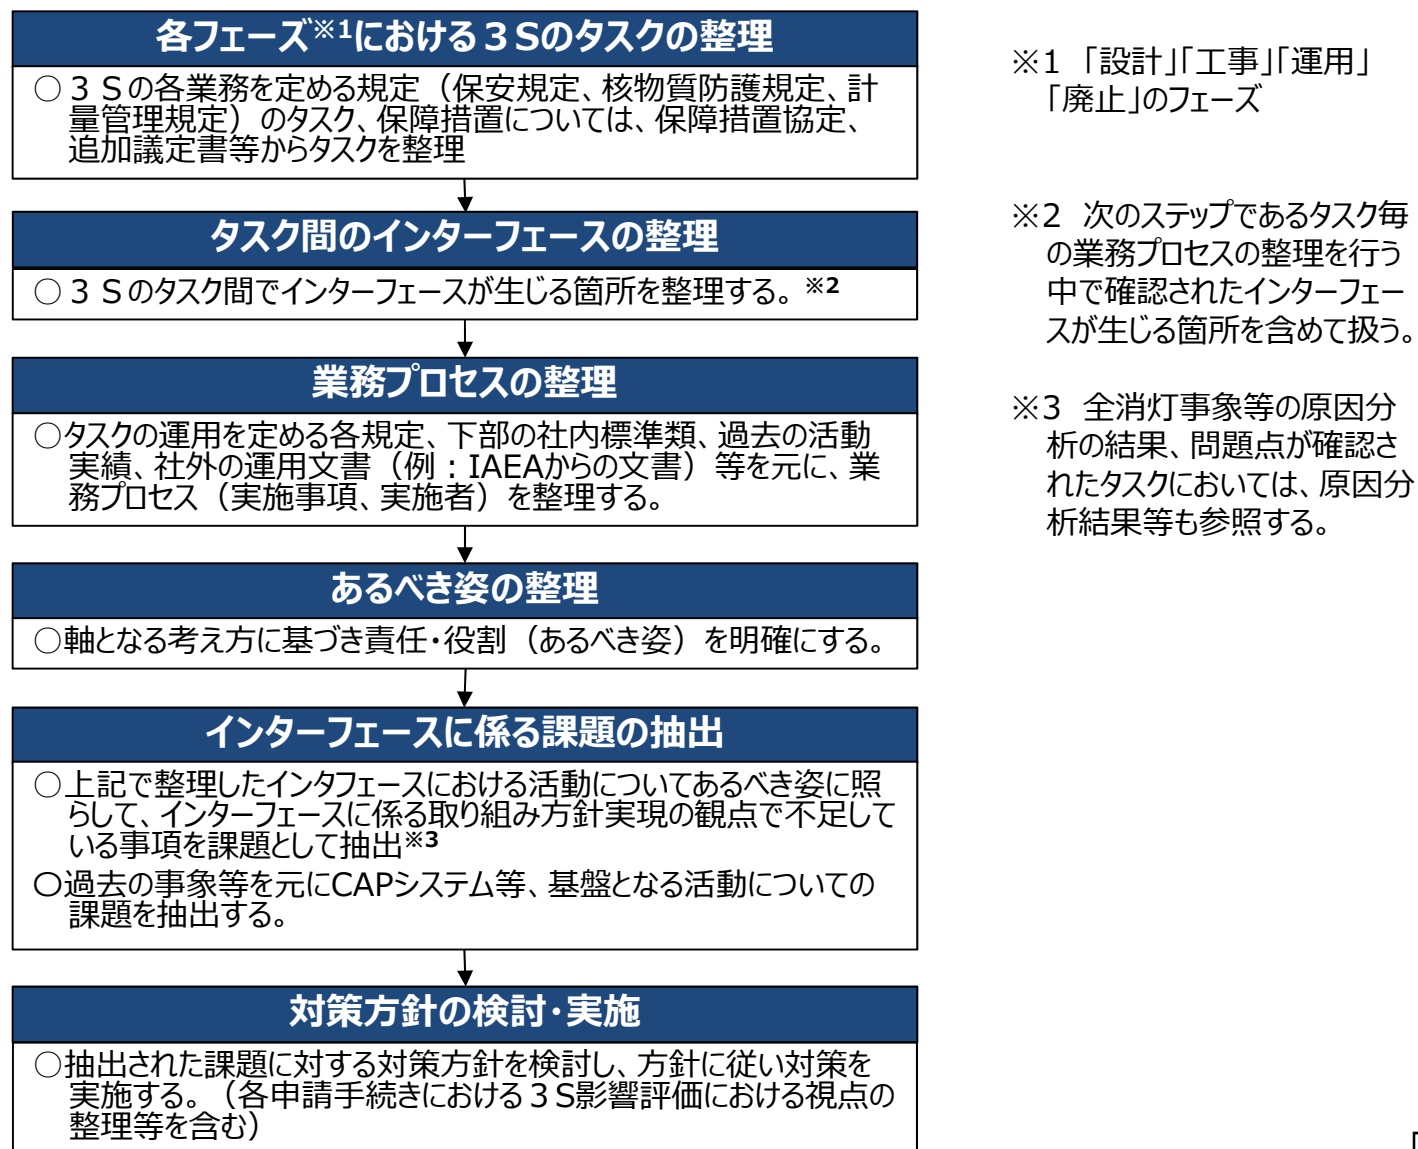 各フェーズ※1における３Sのタスクの整理
○３Ｓの各業務を定める規定（保安規定、核物質防護規定、計
量管理規定）のタスク、保障措置については、保障措置協定、
追加議定書等からタスクを整理
タスク間のインターフェースの整理
○３Ｓのタスク間でインターフェースが生じる箇所を整理する。※2
業務プロセスの整理
○タスクの運用を定める各規定、下部の社内標準類、過去の活動
実績、社外の運用文書（例：IAEAからの文書）等を元に、業
務プロセス（実施事項、実施者）を整理する。
あるべき姿の整理
○軸となる考え方に基づき責任・役割（あるべき姿）を明確にする。
インターフェースに係る課題の抽出
○上記で整理したインタフェースにおける活動についてあるべき姿に照
らして、インターフェースに係る取り組み方針実現の観点で不足して
いる事項を課題として抽出※3
〇過去の事象等を元にCAPシステム等、基盤となる活動についての
課題を抽出する。
対策方針の検討・実施
○抽出された課題に対する対策方針を検討し、方針に従い対策を
実施する。（各申請手続きにおける３S影響評価における視点の
整理等を含む）
※1　「設計」「工事」「運用」
「廃止」のフェーズ
※2　次のステップであるタスク毎
の業務プロセスの整理を行う
中で確認されたインターフェー
スが生じる箇所を含めて扱う。
※3　全消灯事象等の原因分
析の結果、問題点が確認さ
れたタスクにおいては、原因分
析結果等も参照する。